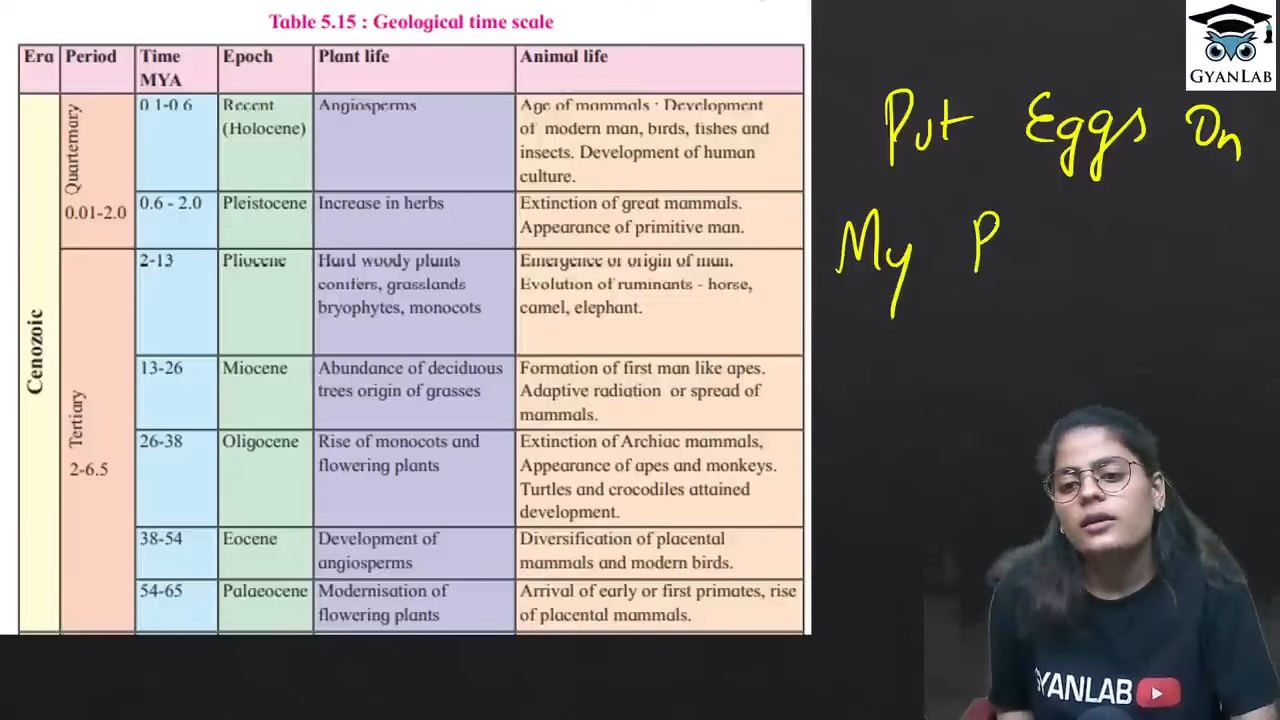 Table 5.15 : Geological time scale
Era Period Time MYA Epoch Plant life Animal life
Cenozoic
Quarternary
0.01-2.0
0.1-0.6 Recent (Holocene) Angiosperms Age of mammals : Development of modern man, birds, fishes and insects. Development of human culture.
0.6 - 2.0 Pleistocene Increase in herbs Extinction of great mammals. Appearance of primitive man.
Tertiary
2-6.5
2-13 Pliocene Hard woody plants conifers, grasslands bryophytes, monocots Emergence or origin of man. Evolution of ruminants - horse, camel, elephant.
13-26 Miocene Abundance of deciduous trees origin of grasses Formation of first man like apes. Adaptive radiation or spread of mammals.
26-38 Oligocene Rise of monocots and flowering plants Extinction of Archiac mammals, Appearance of apes and monkeys. Turtles and crocodiles attained development.
38-54 Eocene Development of angiosperms Diversification of placental mammals and modern birds.
54-65 Palaeocene Modernisation of flowering plants Arrival of early or first primates, rise of placental mammals.
GYANLAB
Put Eggs On
My P
GYANLAB